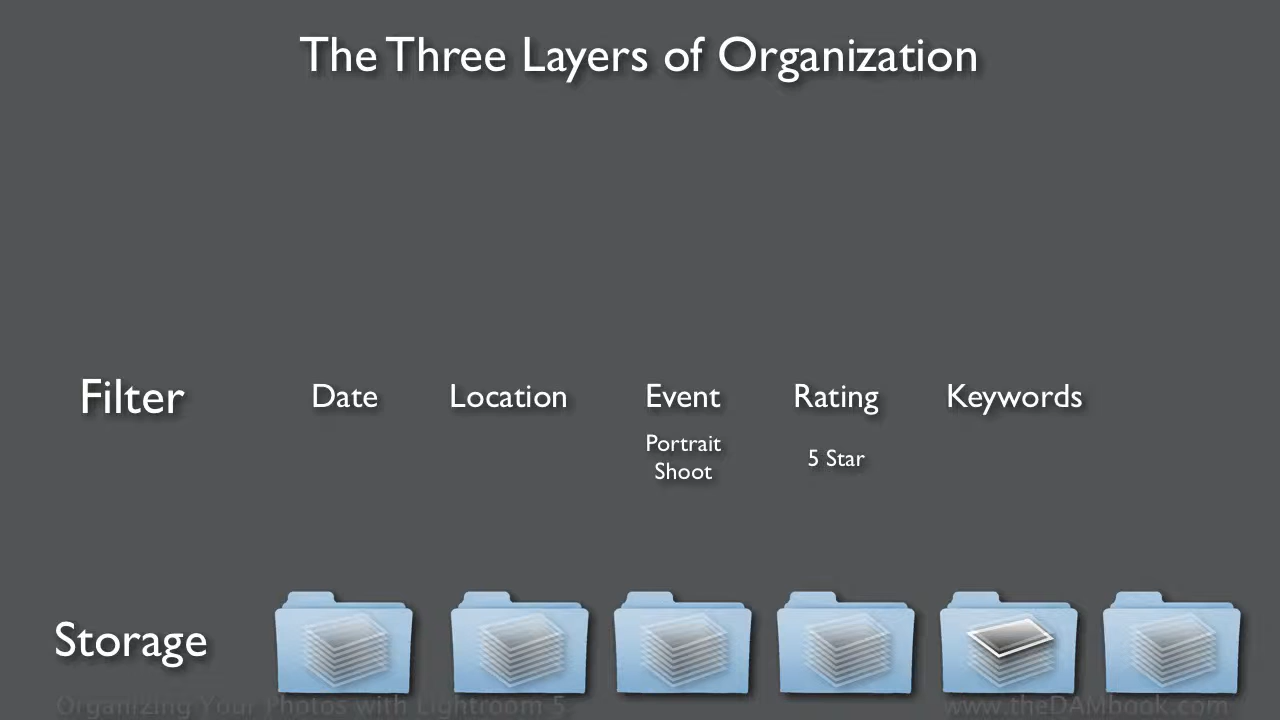 The Three Layers of Organization
Filter Date Location Event Rating Keywords
Portrait
Shoot
5 Star
Storage
Organizing Your Photos with Lightroom 5 www.theDAMbook.com